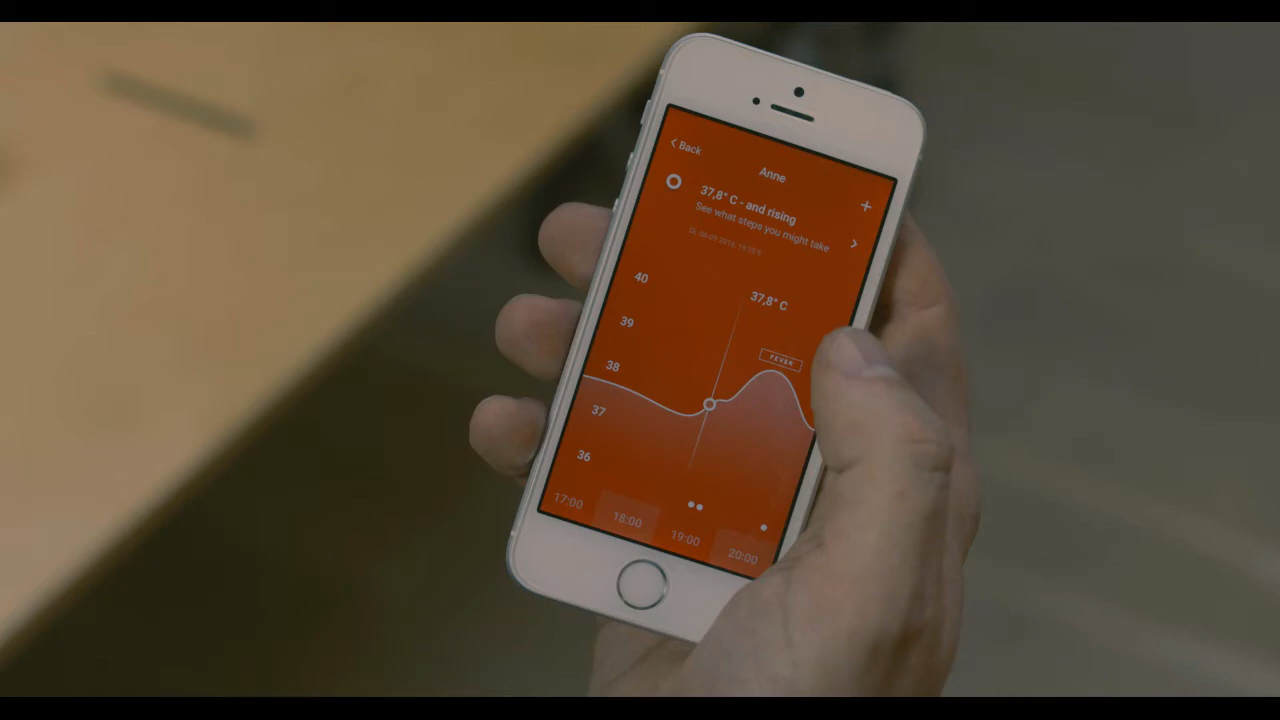 Back
Anne
+
37,8° C - and rising
See what steps you might take
40
37,8° C
39
FEVER
38
37
36
17:00
18:00
19:00
20:00